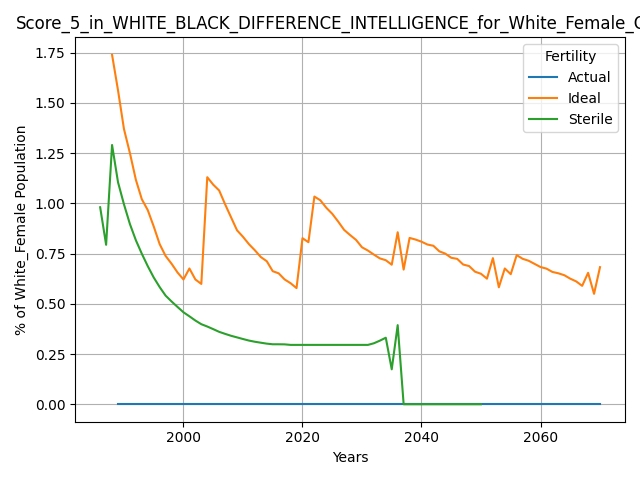 Score_5_in_WHITE_BLACK_DIFFERENCE_INTELLIGENCE_for_White_Female_
Fertility
Actual
Ideal
Sterile
% of White_Female Population
1.75
1.50
1.25
1.00
0.75
0.50
0.25
0.00
2000
2020
2040
2060
Years